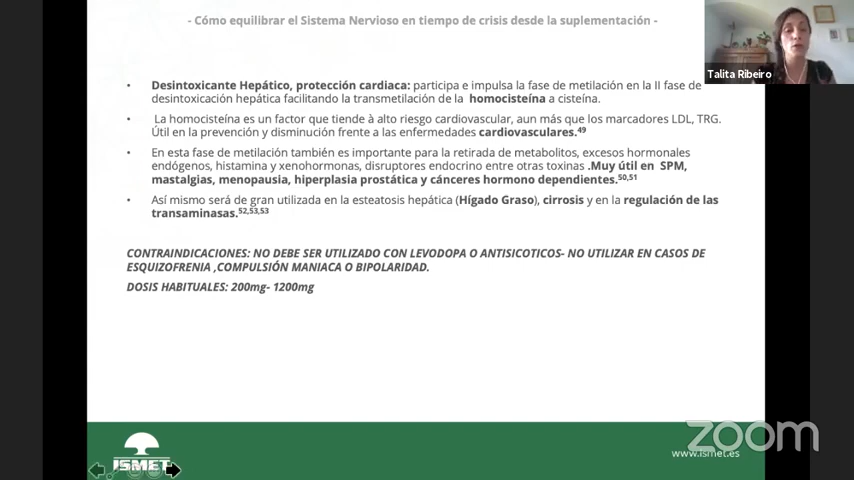 - Cómo equilibrar el Sistema Nervioso en tiempo de crisis desde la suplementación -
Talita Ribeiro
• Desintoxicante Hepático, protección cardiaca: participa e impulsa la fase de metilación en la II fase de
desintoxicación hepática facilitando la transmetilación de la homocisteína a cisteína.
• La homocisteína es un factor que tiende à alto riesgo cardiovascular, aun más que los marcadores LDL, TRG.
Útil en la prevención y disminución frente a las enfermedades cardiovasculares.49
• En esta fase de metilación también es importante para la retirada de metabolitos, excesos hormonales
endógenos, histamina y xenohormonas, disruptores endocrino entre otras toxinas .Muy útil en SPM,
mastalgias, menopausia, hiperplasia prostática y cánceres hormono dependientes.50,51
• Así mismo será de gran utilizada en la esteatosis hepática (Hígado Graso), cirrosis y en la regulación de las
transaminasas.52,53,53
CONTRAINDICACIONES: NO DEBE SER UTILIZADO CON LEVODOPA O ANTISICOTICOS- NO UTILIZAR EN CASOS DE
ESQUIZOFRENIA ,COMPULSIÓN MANIACA O BIPOLARIDAD.
DOSIS HABITUALES: 200mg- 1200mg
ISMET
zoom
www.ismet.es